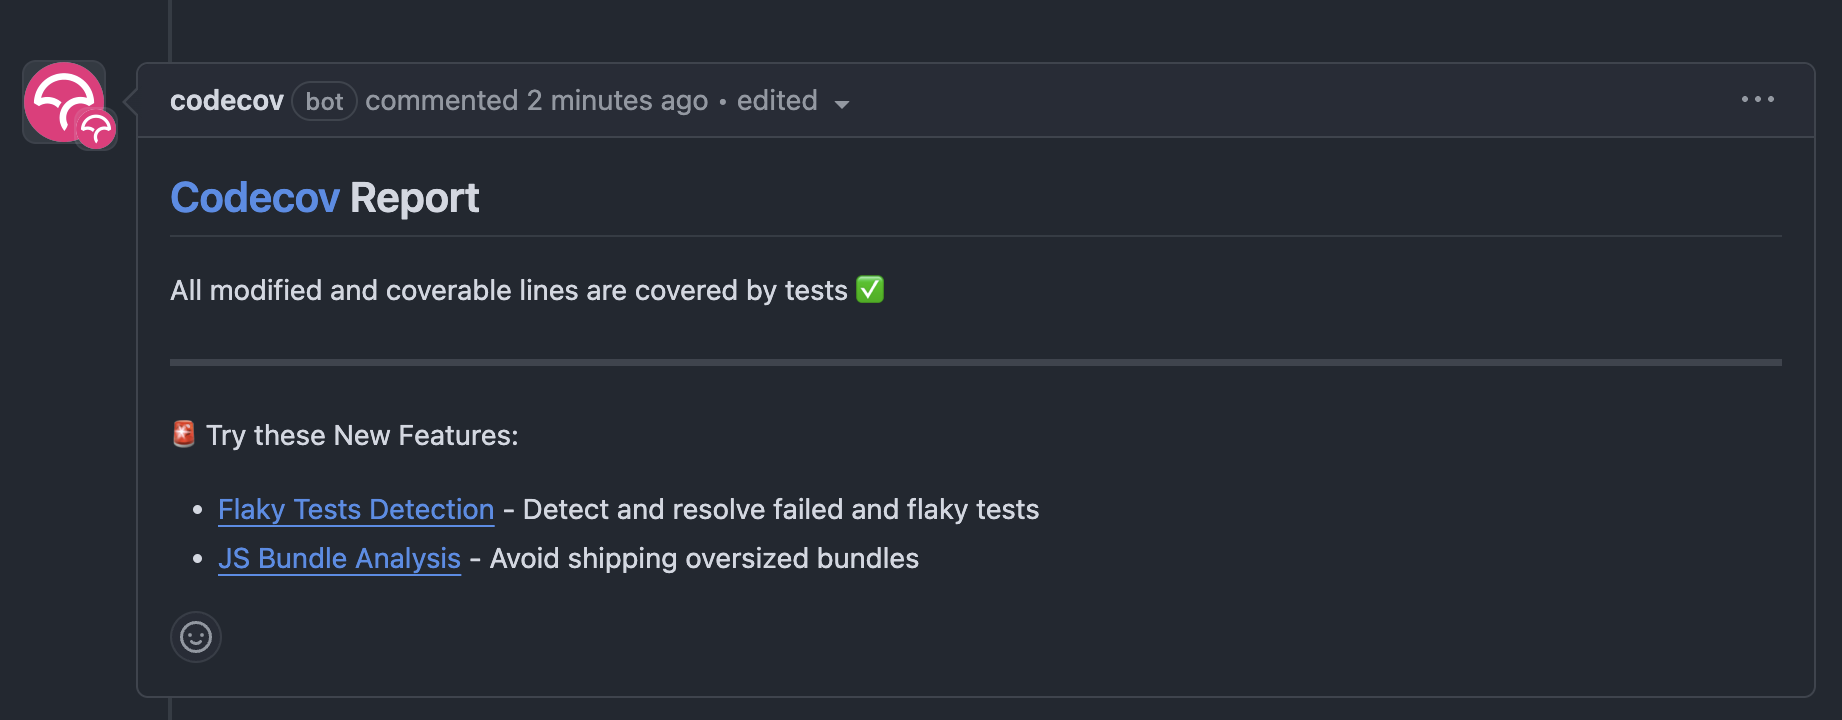 codecov bot commented 2 minutes ago • edited
Codecov Report
All modified and coverable lines are covered by tests ✅
🚨 Try these New Features:
• Flaky Tests Detection - Detect and resolve failed and flaky tests
• JS Bundle Analysis - Avoid shipping oversized bundles